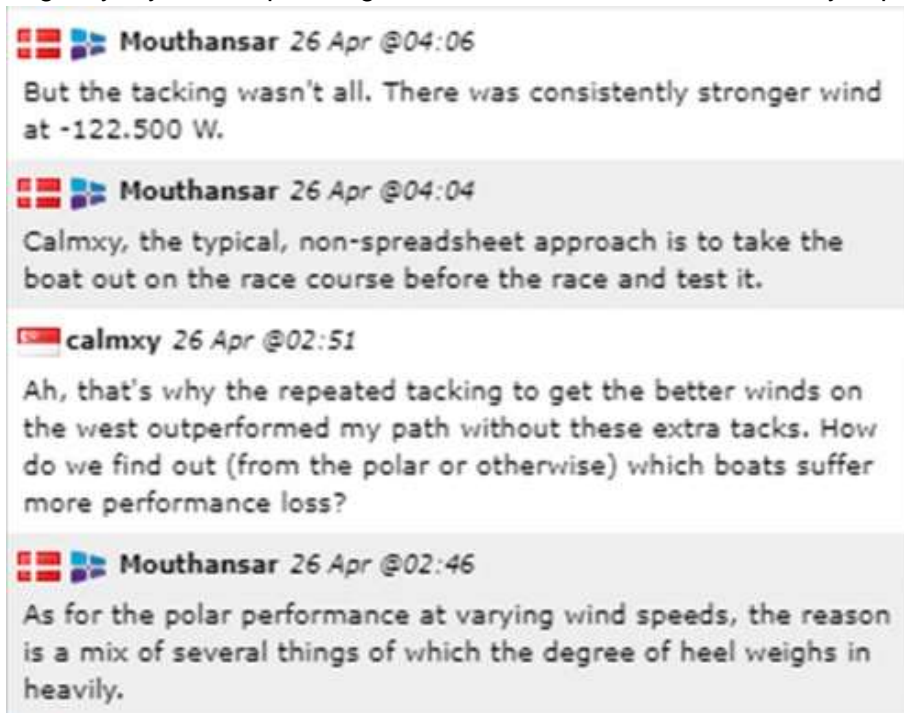 Mouthansar 26 Apr @04:06
But the tacking wasn't all. There was consistently stronger wind
at -122.500 W.
Mouthansar 26 Apr @04:04
Calmxy, the typical, non-spreadsheet approach is to take the
boat out on the race course before the race and test it.
calmxy 26 Apr @02:51
Ah, that's why the repeated tacking to get the better winds on
the west outperformed my path without these extra tacks. How
do we find out (from the polar or otherwise) which boats suffer
more performance loss?
Mouthansar 26 Apr @02:46
As for the polar performance at varying wind speeds, the reason
is a mix of several things of which the degree of heel weighs in
heavily.